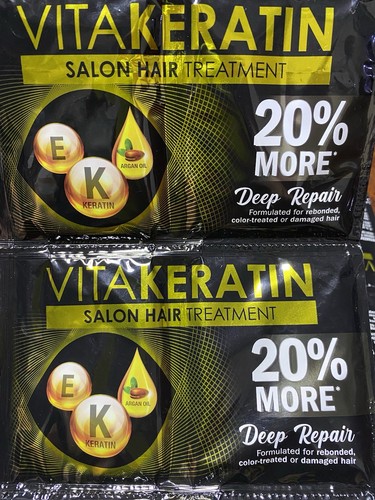 VITAKERATIN
SALON HAIR TREATMENT
E
K
KERATIN
ARGAN OIL
20%
MORE*
Deep Repair
Formulated for rebonded,
color-treated or damaged hair
VITAKERATIN
SALON HAIR TREATMENT
E
K
KERATIN
ARGAN OIL
20%
MORE*
Deep Repair
Formulated for rebonded,
color-treated or damaged hair